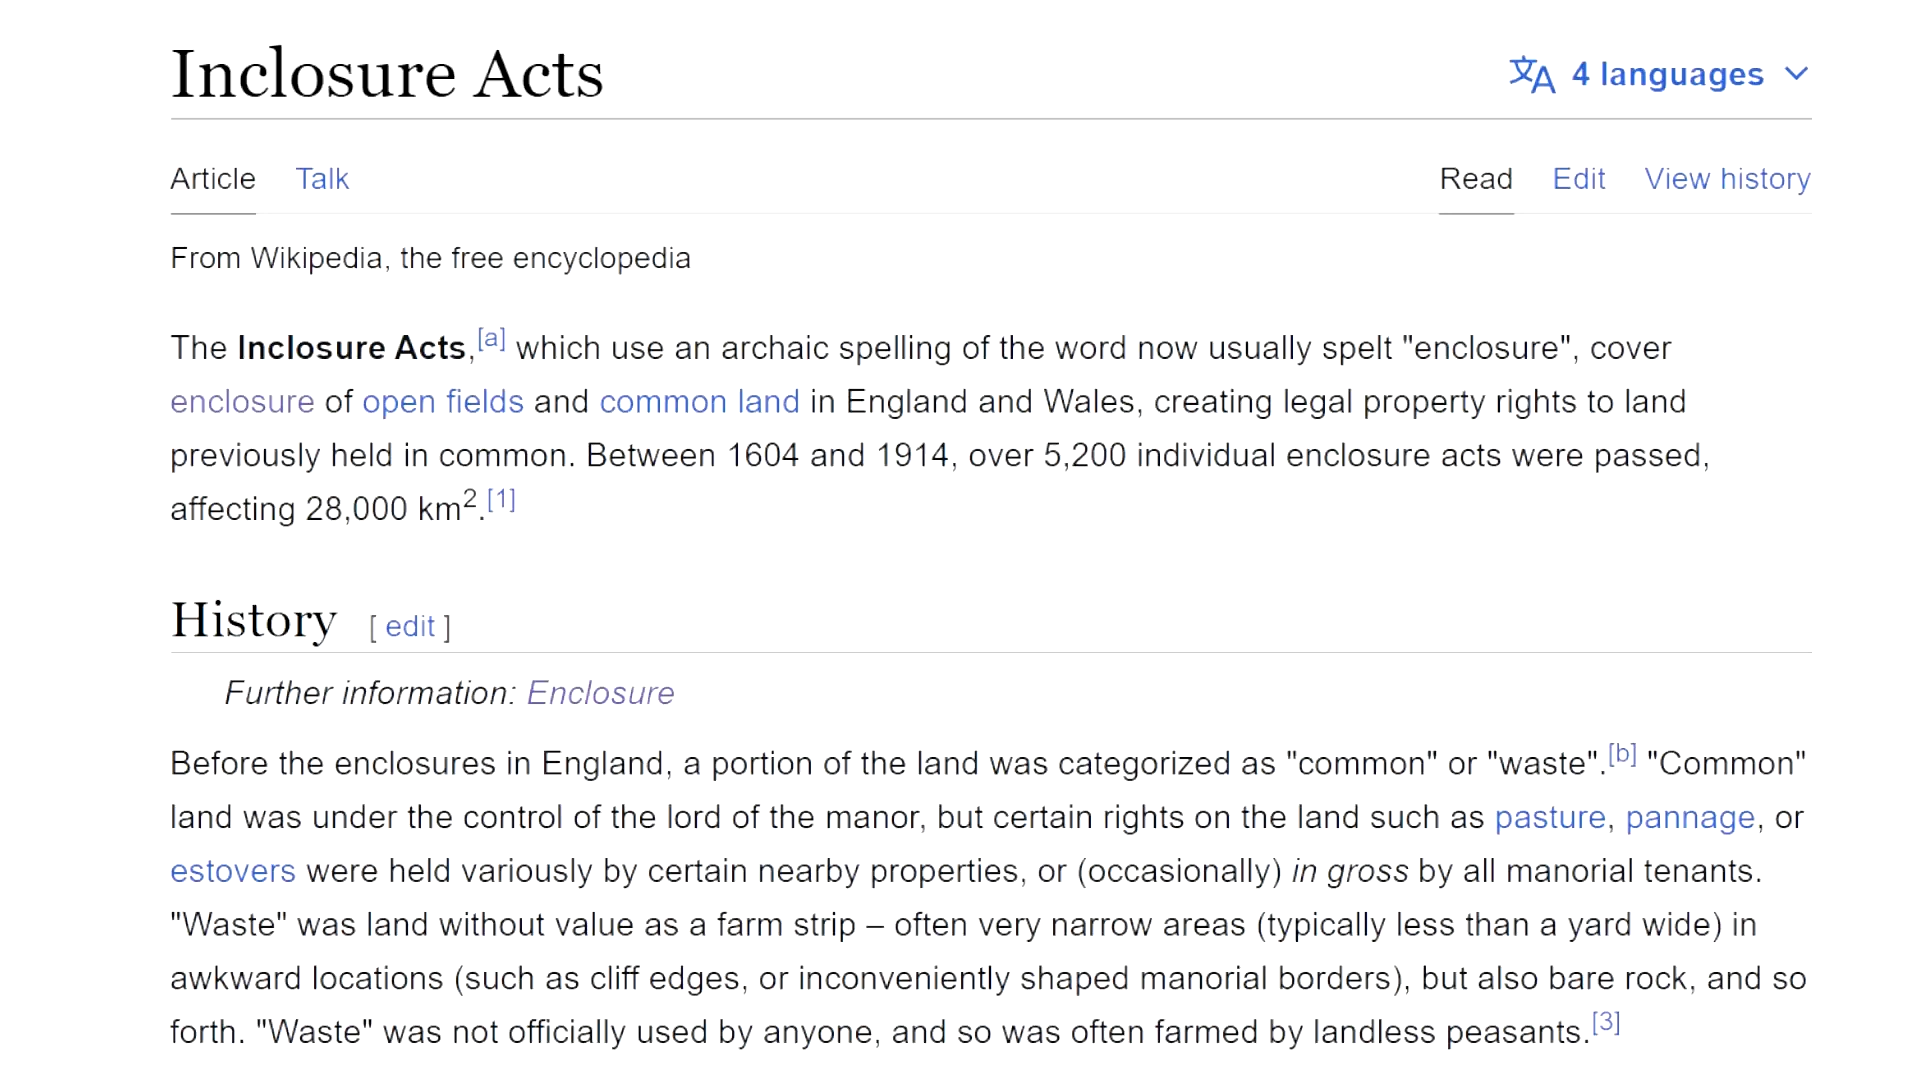 Inclosure Acts
文A 4 languages
Article Talk Read Edit View history
From Wikipedia, the free encyclopedia
The Inclosure Acts,[a] which use an archaic spelling of the word now usually spelt "enclosure", cover
enclosure of open fields and common land in England and Wales, creating legal property rights to land
previously held in common. Between 1604 and 1914, over 5,200 individual enclosure acts were passed,
affecting 28,000 km².[1]
History [ edit ]
Further information: Enclosure
Before the enclosures in England, a portion of the land was categorized as "common" or "waste".[b] "Common"
land was under the control of the lord of the manor, but certain rights on the land such as pasture, pannage, or
estovers were held variously by certain nearby properties, or (occasionally) in gross by all manorial tenants.
"Waste" was land without value as a farm strip – often very narrow areas (typically less than a yard wide) in
awkward locations (such as cliff edges, or inconveniently shaped manorial borders), but also bare rock, and so
forth. "Waste" was not officially used by anyone, and so was often farmed by landless peasants.[3]